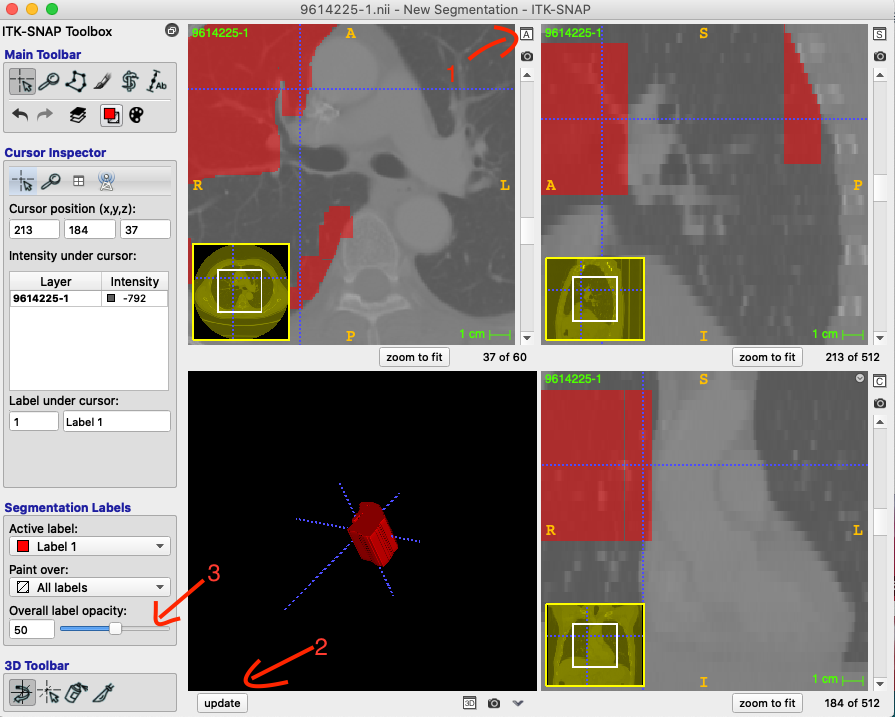 9614225-1.nii - New Segmentation - ITK-SNAP
ITK-SNAP Toolbox
Main Toolbar
Ab
Cursor Inspector
Cursor position (x,y,z):
213 184 37
Intensity under cursor:
Layer Intensity
9614225-1 -792
Label under cursor:
1 Label 1
Segmentation Labels
Active label:
Label 1
Paint over:
All labels
Overall label opacity:
50
3
3D Toolbar
9614225-1
A
1
A
R
L
P
1 cm
zoom to fit 37 of 60
9614225-1
S
S
A
P
I
1 cm
zoom to fit 213 of 512
2
update
3D
9614225-1
S
C
R
L
I
1 cm
zoom to fit 184 of 512